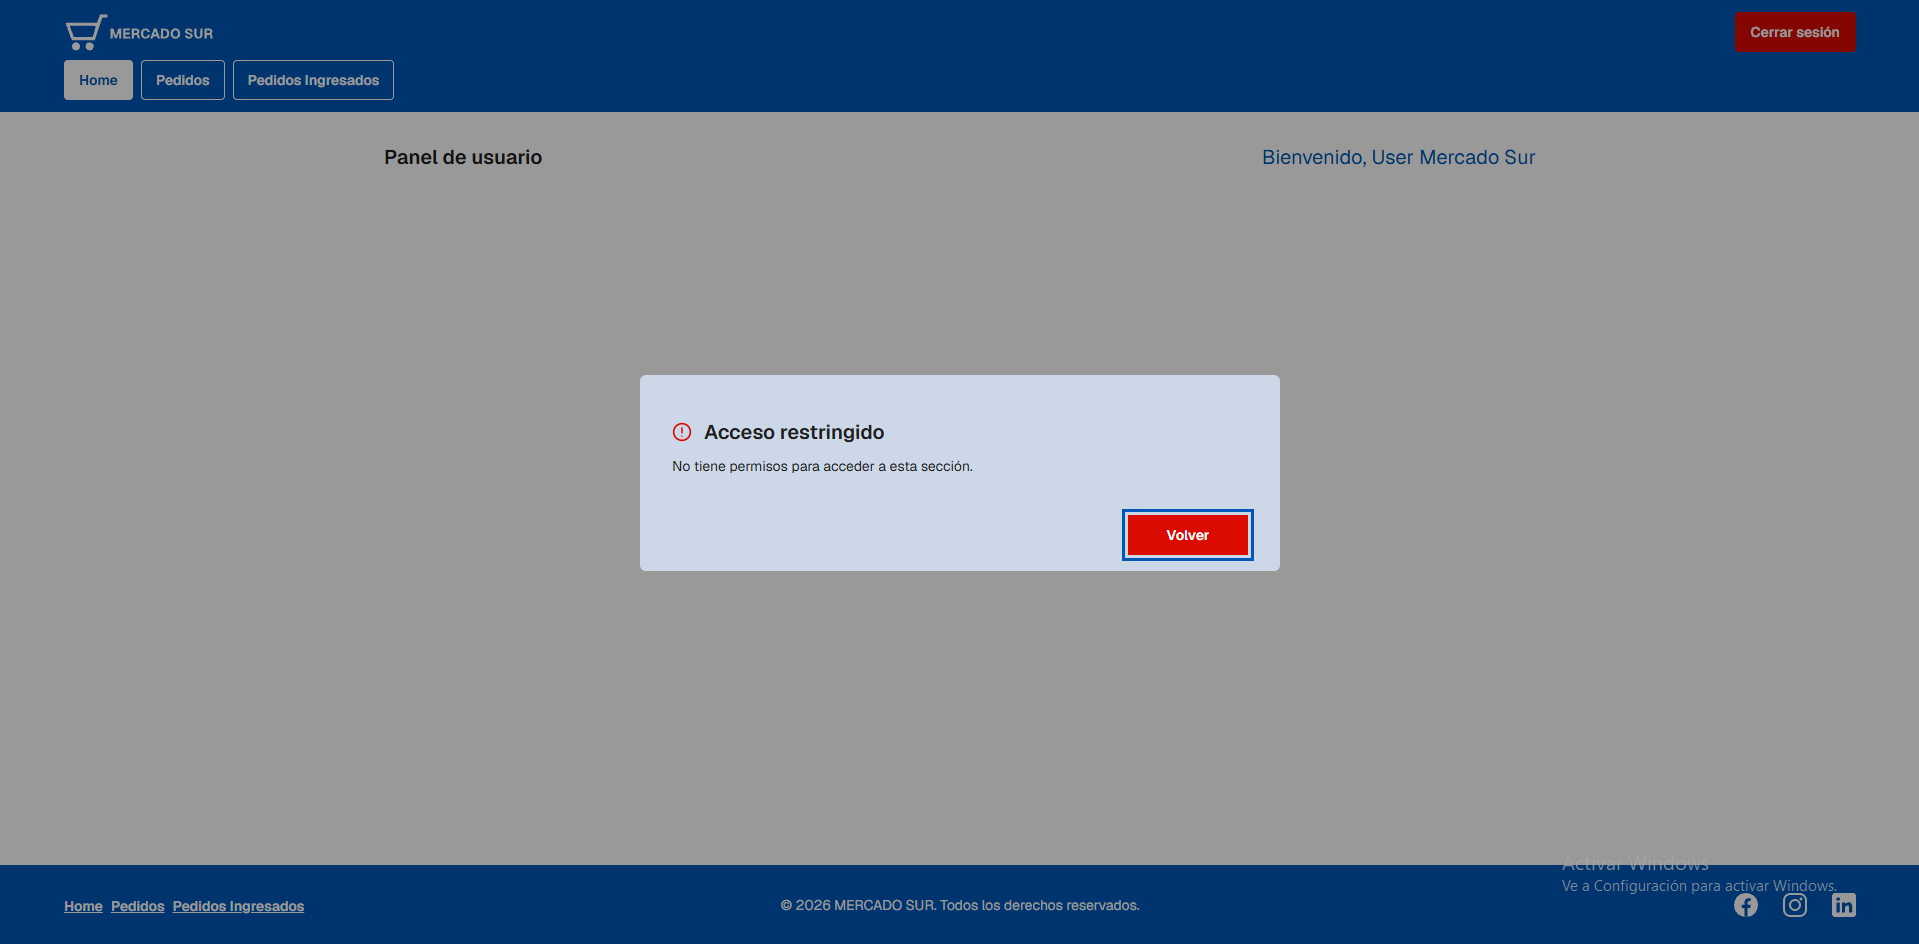 MERCADO SUR
Cerrar sesión
Home
Pedidos
Pedidos Ingresados
Panel de usuario
Bienvenido, User Mercado Sur
Acceso restringido
No tiene permisos para acceder a esta sección.
Volver
Activar Windows
Ve a Configuración para activar Windows.
Home Pedidos Pedidos Ingresados
© 2026 MERCADO SUR. Todos los derechos reservados.